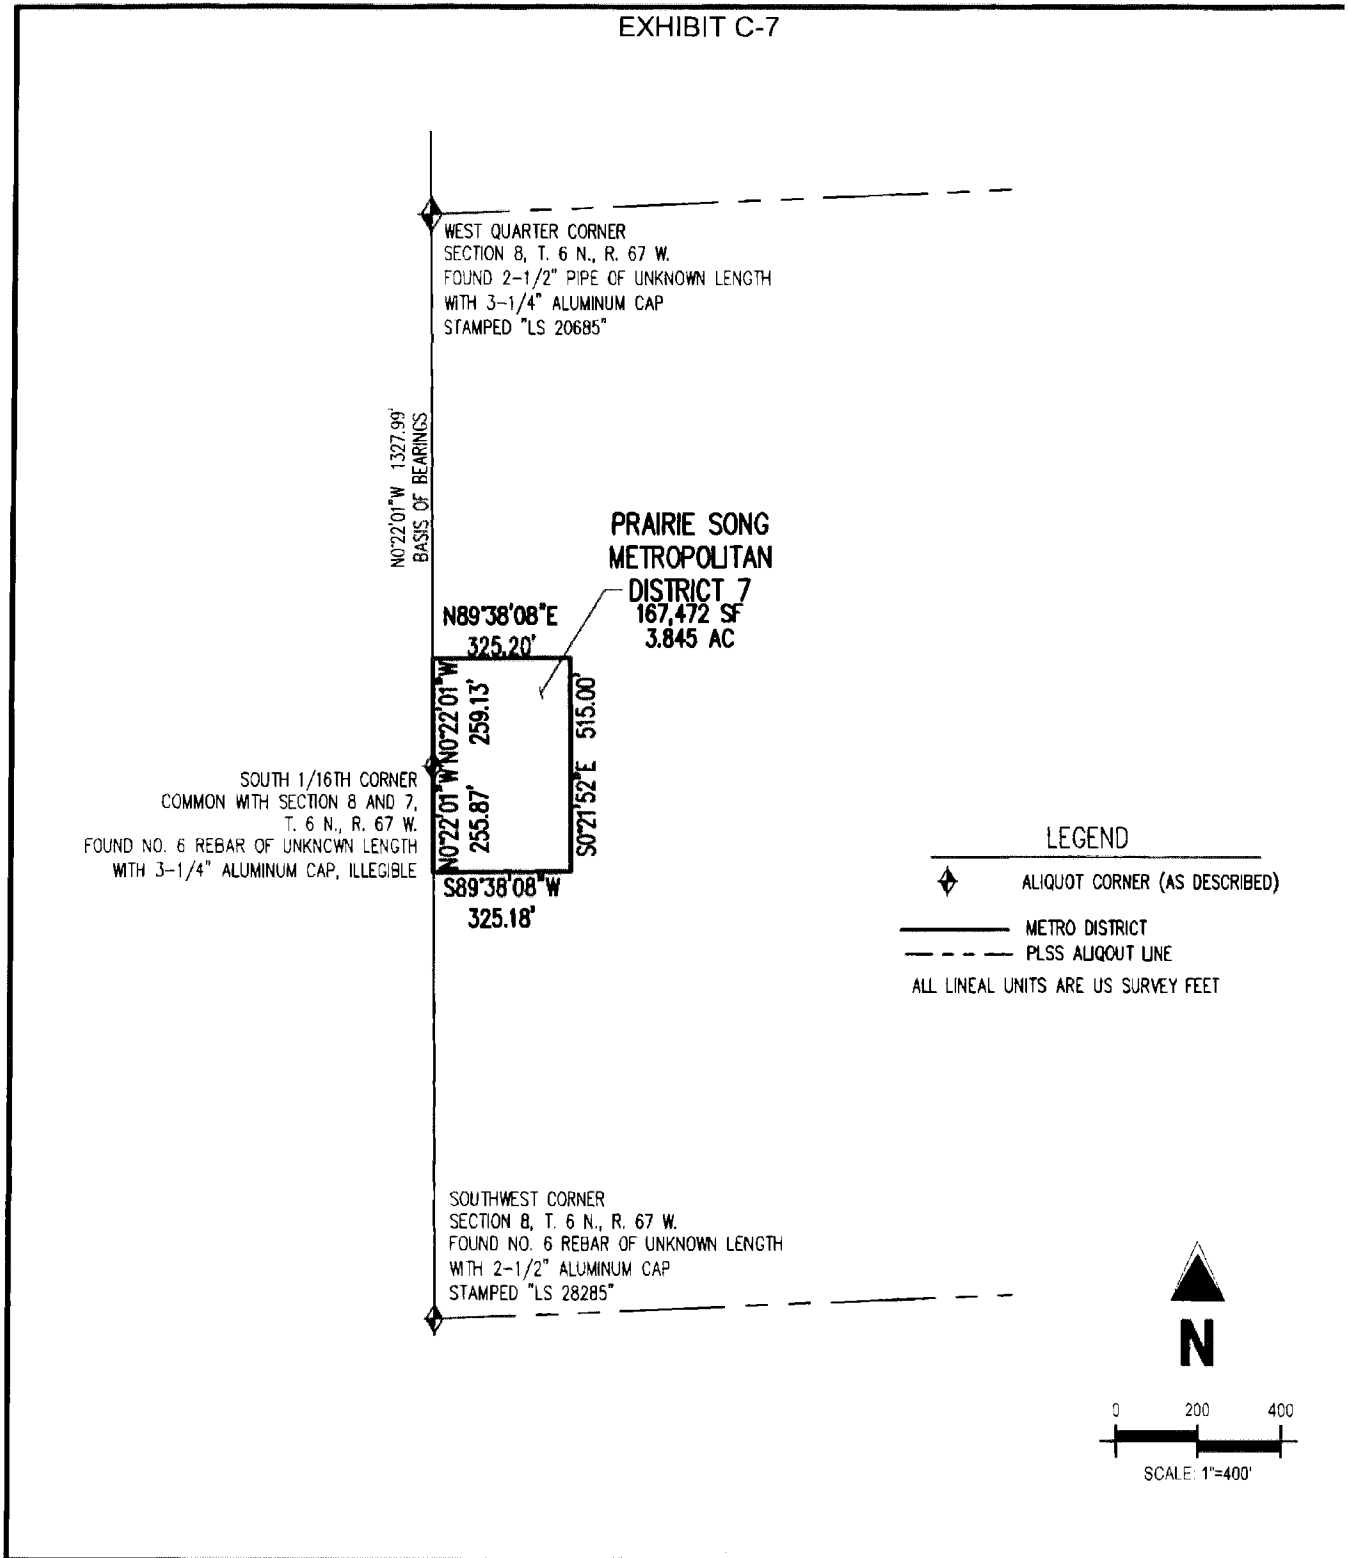 EXHIBIT C-7
WEST QUARTER CORNER
SECTION 8, T. 6 N., R. 67 W.
FOUND 2-1/2" PIPE OF UNKNOWN LENGTH
WITH 3-1/4" ALUMINUM CAP
STAMPED "LS 20685"
N0°22'01"W 1327.99'
BASIS OF BEARINGS
PRAIRIE SONG
METROPOLITAN
DISTRICT 7
167,472 SF
3.845 AC
N89°38'08"E
325.20'
N0°22'01"W
259.13'
S0°21'52"E 515.00'
N0°22'01"W
255.87'
SOUTH 1/16TH CORNER
COMMON WITH SECTION 8 AND 7,
T. 6 N., R. 67 W.
FOUND NO. 6 REBAR OF UNKNOWN LENGTH
WITH 3-1/4" ALUMINUM CAP, ILLEGIBLE
S89°38'08"W
325.18'
LEGEND
ALIQUOT CORNER (AS DESCRIBED)
METRO DISTRICT
PLSS ALIQOUT LINE
ALL LINEAL UNITS ARE US SURVEY FEET
SOUTHWEST CORNER
SECTION 8, T. 6 N., R. 67 W.
FOUND NO. 6 REBAR OF UNKNOWN LENGTH
WITH 2-1/2" ALUMINUM CAP
STAMPED "LS 28285"
N
0 200 400
SCALE: 1"=400'